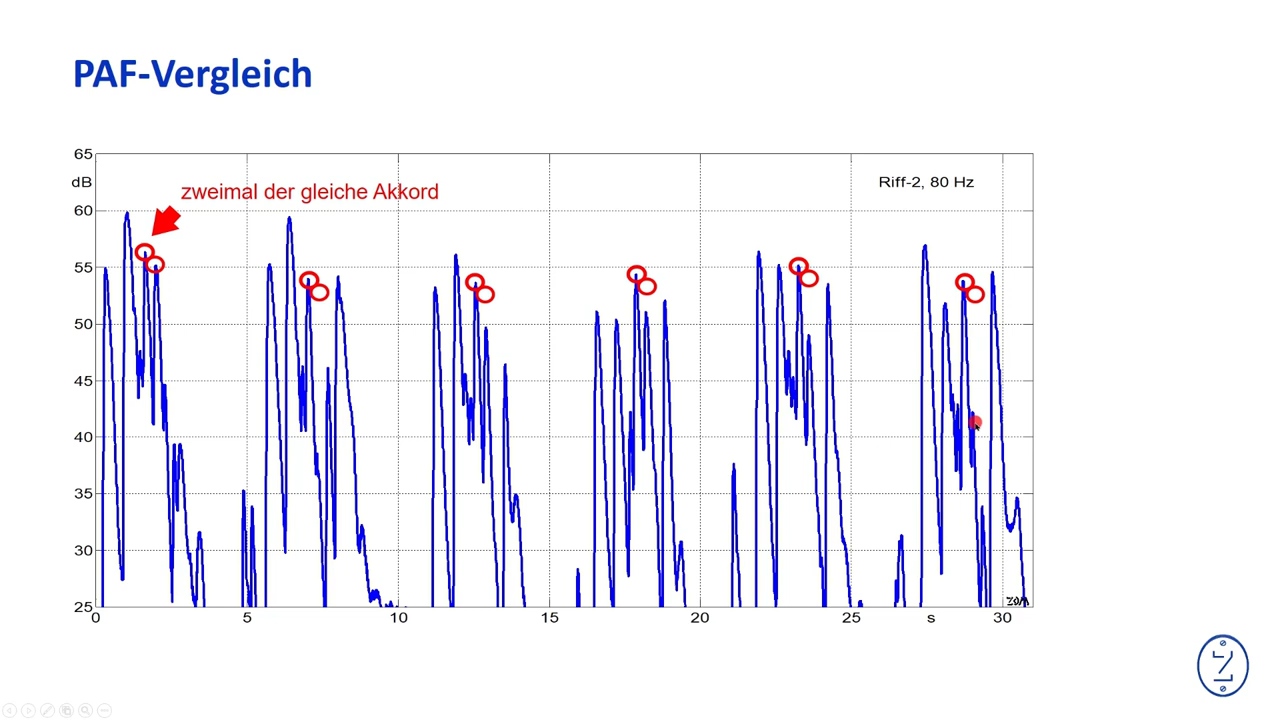 PAF-Vergleich
65
dB
zweimal der gleiche Akkord
Riff-2, 80 Hz
60
55
50
45
40
35
30
25
0 5 10 15 20 25 s 30